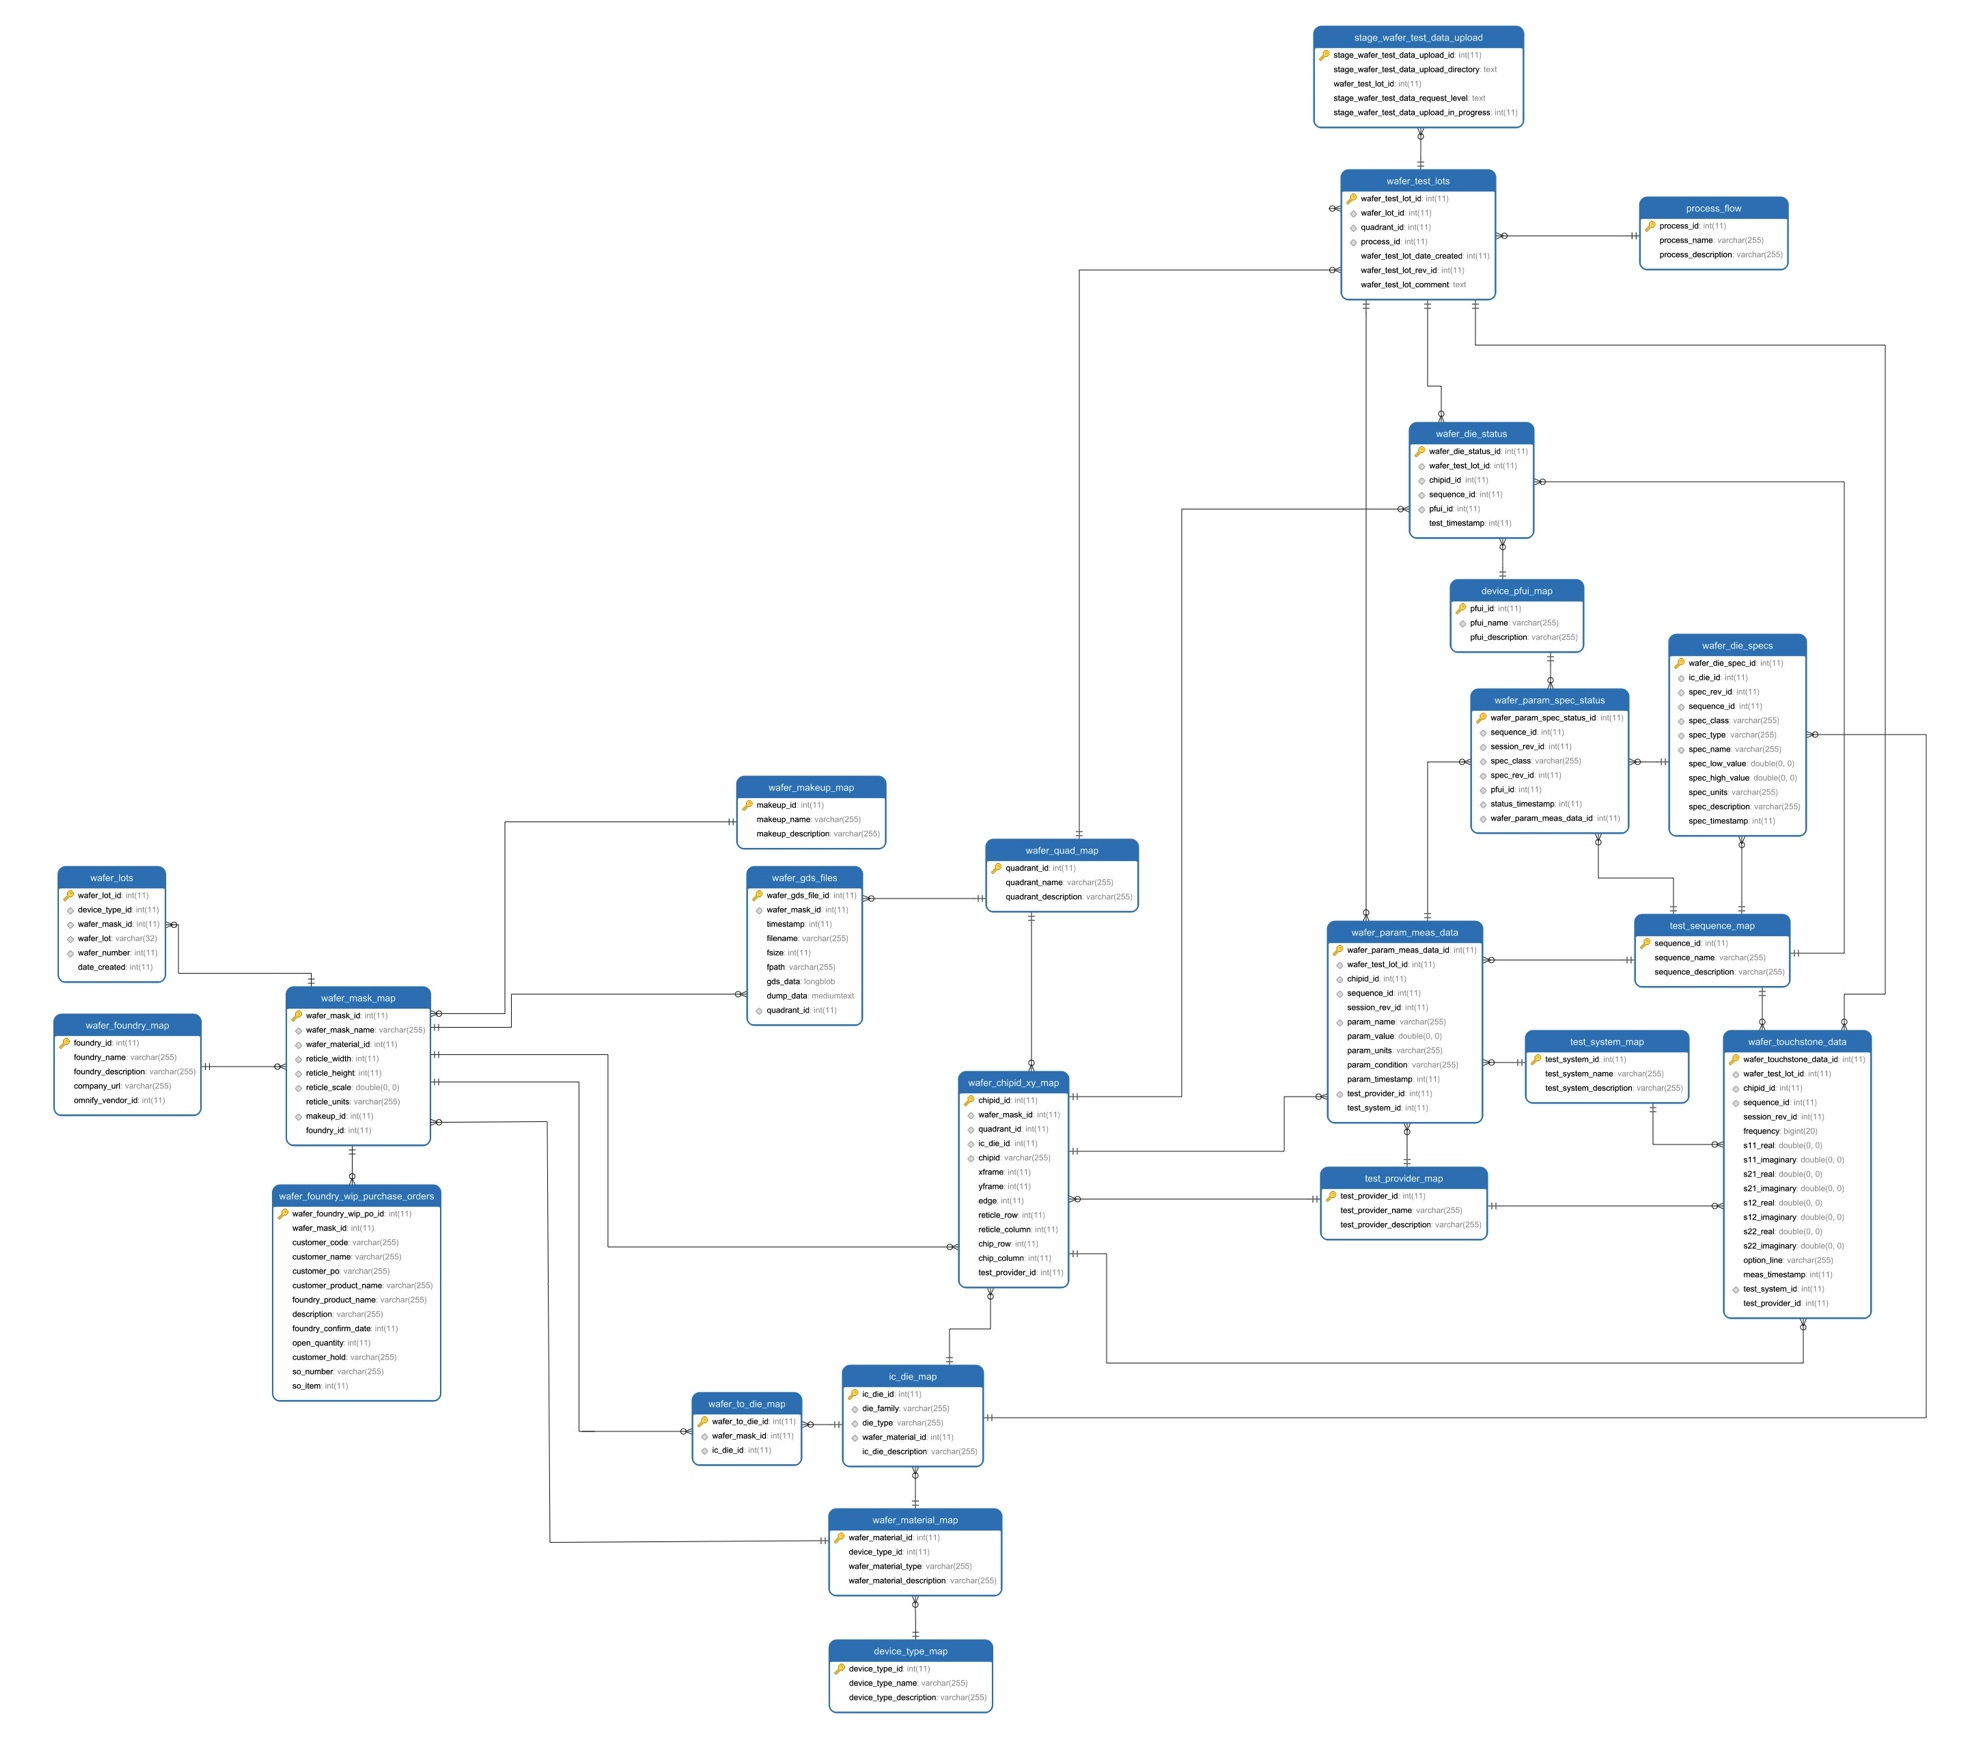 stage_wafer_test_data_upload
stage_wafer_test_data_upload_id: int(11)
stage_wafer_test_data_upload_directory: text
wafer_test_lot_id: int(11)
stage_wafer_test_data_request_level: text
stage_wafer_test_data_upload_in_progress: int(11)
wafer_test_lots
wafer_test_lot_id: int(11)
wafer_lot_id: int(11)
quadrant_id: int(11)
process_id: int(11)
wafer_test_lot_date_created: int(11)
wafer_test_lot_rev_id: int(11)
wafer_test_lot_comment: text
process_flow
process_id: int(11)
process_name: varchar(255)
process_description: varchar(255)
wafer_die_status
wafer_die_status_id: int(11)
wafer_test_lot_id: int(11)
chipid_id: int(11)
sequence_id: int(11)
pfui_id: int(11)
test_timestamp: int(11)
device_pfui_map
pfui_id: int(11)
pfui_name: varchar(255)
pfui_description: varchar(255)
wafer_die_specs
wafer_die_spec_id: int(11)
ic_die_id: int(11)
spec_rev_id: int(11)
sequence_id: int(11)
spec_class: varchar(255)
spec_type: varchar(255)
spec_name: varchar(255)
spec_low_value: double(0, 0)
spec_high_value: double(0, 0)
spec_units: varchar(255)
spec_description: varchar(255)
spec_timestamp: int(11)
wafer_param_spec_status
wafer_param_spec_status_id: int(11)
sequence_id: int(11)
session_rev_id: int(11)
spec_class: varchar(255)
spec_rev_id: int(11)
pfui_id: int(11)
status_timestamp: int(11)
wafer_param_meas_data_id: int(11)
wafer_makeup_map
makeup_id: int(11)
makeup_name: varchar(255)
makeup_description: varchar(255)
wafer_quad_map
quadrant_id: int(11)
quadrant_name: varchar(255)
quadrant_description: varchar(255)
wafer_lots
wafer_lot_id: int(11)
device_type_id: int(11)
wafer_mask_id: int(11)
wafer_lot: varchar(32)
wafer_number: int(11)
date_created: int(11)
wafer_gds_files
wafer_gds_file_id: int(11)
wafer_mask_id: int(11)
timestamp: int(11)
filename: varchar(255)
fsize: int(11)
fpath: varchar(255)
gds_data: longblob
dump_data: mediumtext
quadrant_id: int(11)
test_sequence_map
sequence_id: int(11)
sequence_name: varchar(255)
sequence_description: varchar(255)
wafer_param_meas_data
wafer_param_meas_data_id: int(11)
wafer_test_lot_id: int(11)
chipid_id: int(11)
sequence_id: int(11)
session_rev_id: int(11)
param_name: varchar(255)
param_value: double(0, 0)
param_units: varchar(255)
param_condition: varchar(255)
param_timestamp: int(11)
test_provider_id: int(11)
test_system_id: int(11)
wafer_mask_map
wafer_mask_id: int(11)
wafer_mask_name: varchar(255)
wafer_material_id: int(11)
reticle_width: int(11)
reticle_height: int(11)
reticle_scale: double(0, 0)
reticle_units: varchar(255)
makeup_id: int(11)
foundry_id: int(11)
wafer_foundry_map
foundry_id: int(11)
foundry_name: varchar(255)
foundry_description: varchar(255)
company_url: varchar(255)
omnify_vendor_id: int(11)
test_system_map
test_system_id: int(11)
test_system_name: varchar(255)
test_system_description: varchar(255)
wafer_touchstone_data
wafer_touchstone_data_id: int(11)
wafer_test_lot_id: int(11)
chipid_id: int(11)
sequence_id: int(11)
session_rev_id: int(11)
frequency: bigint(20)
s11_real: double(0, 0)
s11_imaginary: double(0, 0)
s21_real: double(0, 0)
s21_imaginary: double(0, 0)
s12_real: double(0, 0)
s12_imaginary: double(0, 0)
s22_real: double(0, 0)
s22_imaginary: double(0, 0)
option_line: varchar(255)
meas_timestamp: int(11)
test_system_id: int(11)
test_provider_id: int(11)
wafer_chipid_xy_map
chipid_id: int(11)
wafer_mask_id: int(11)
quadrant_id: int(11)
ic_die_id: int(11)
chipid: varchar(255)
xframe: int(11)
yframe: int(11)
edge: int(11)
reticle_row: int(11)
reticle_column: int(11)
chip_row: int(11)
chip_column: int(11)
test_provider_id: int(11)
test_provider_map
test_provider_id: int(11)
test_provider_name: varchar(255)
test_provider_description: varchar(255)
wafer_foundry_wip_purchase_orders
wafer_foundry_wip_po_id: int(11)
wafer_mask_id: int(11)
customer_code: varchar(255)
customer_name: varchar(255)
customer_po: varchar(255)
customer_product_name: varchar(255)
foundry_product_name: varchar(255)
description: varchar(255)
foundry_confirm_date: int(11)
open_quantity: int(11)
customer_hold: varchar(255)
so_number: varchar(255)
so_item: int(11)
ic_die_map
ic_die_id: int(11)
die_family: varchar(255)
die_type: varchar(255)
wafer_material_id: int(11)
ic_die_description: varchar(255)
wafer_to_die_map
wafer_to_die_id: int(11)
wafer_mask_id: int(11)
ic_die_id: int(11)
wafer_material_map
wafer_material_id: int(11)
device_type_id: int(11)
wafer_material_type: varchar(255)
wafer_material_description: varchar(255)
device_type_map
device_type_id: int(11)
device_type_name: varchar(255)
device_type_description: varchar(255)